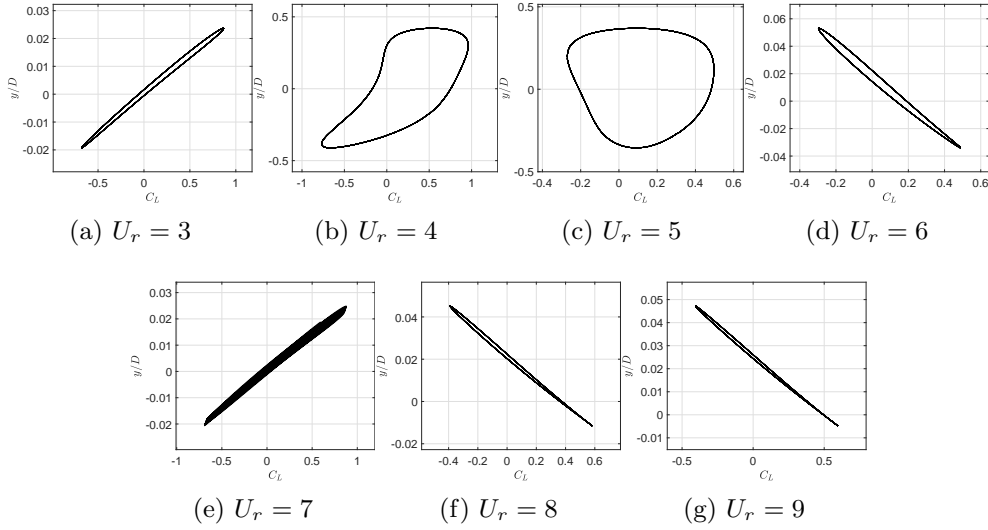 0.03
0.02
0.01
0
-0.01
-0.02
y/D
-0.5 0 0.5 1
C_L
(a) U_r = 3
0.5
0
-0.5
y/D
-0.5 0 0.5 1
C_L
(b) U_r = 4
0.5
0
-0.5
y/D
-0.4 -0.2 0 0.2 0.4 0.6
C_L
(c) U_r = 5
0.06
0.04
0.02
0
-0.02
-0.04
y/D
-0.4 -0.2 0 0.2 0.4 0.6
C_L
(d) U_r = 6
0.03
0.02
0.01
0
-0.01
-0.02
y/D
-1 -0.5 0 0.5 1
C_L
(e) U_r = 7
0.04
0.02
0
-0.02
y/D
-0.4 -0.2 0 0.2 0.4 0.6
C_L
(f) U_r = 8
0.05
0.04
0.03
0.02
0.01
0
-0.01
y/D
-0.5 0 0.5
C_L
(g) U_r = 9